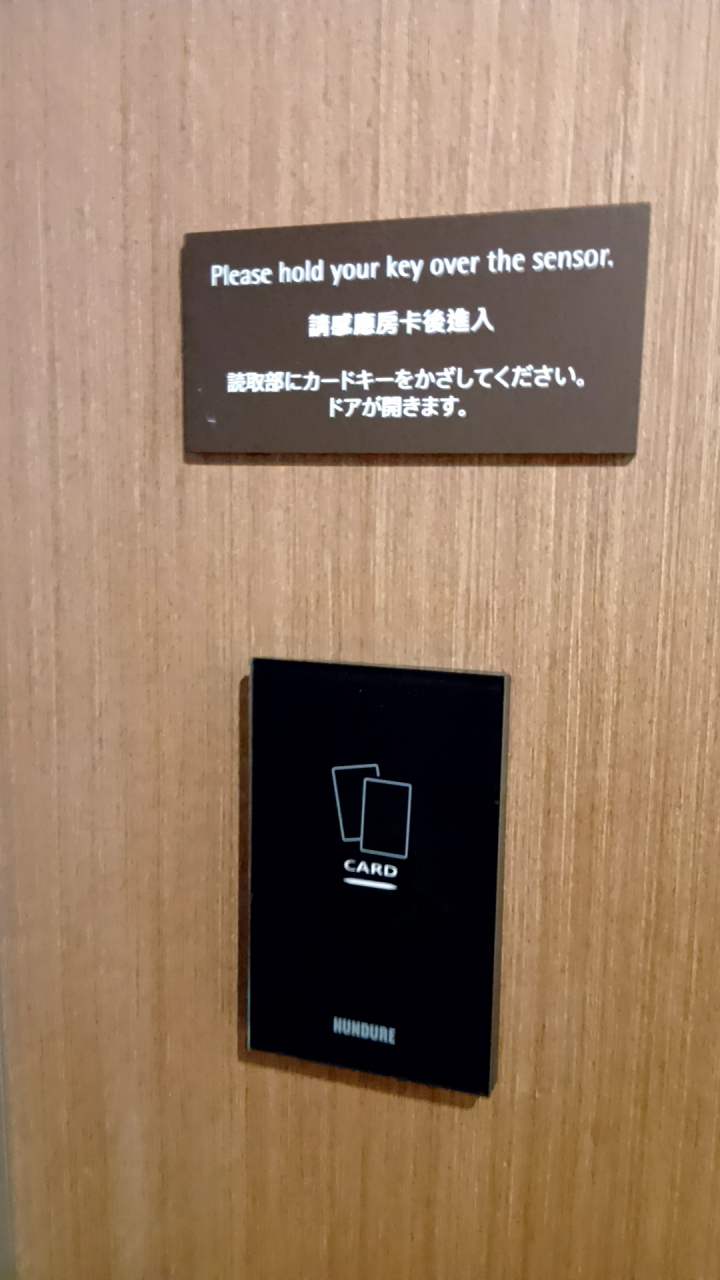 Please hold your key over the sensor.
請感應房卡後進入
読取部にカードキーをかざしてください。
ドアが開きます。
CARD
HUNDURE